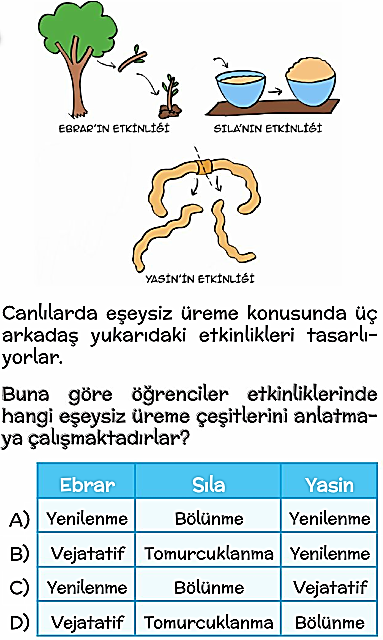 EBRAR'IN ETKİNLİĞİ
SILA'NIN ETKİNLİĞİ
YASİN'İN ETKİNLİĞİ
Canlılarda eşeysiz üreme konusunda üç
arkadaş yukarıdaki etkinlikleri tasarlı-
yorlar.
Buna göre öğrenciler etkinliklerinde
hangi eşeysiz üreme çeşitlerini anlatma-
ya çalışmaktadırlar?
Ebrar Sıla Yasin
A) Yenilenme Bölünme Yenilenme
B) Vejatatif Tomurcuklanma Yenilenme
C) Yenilenme Bölünme Vejatatif
D) Vejatatif Tomurcuklanma Bölünme